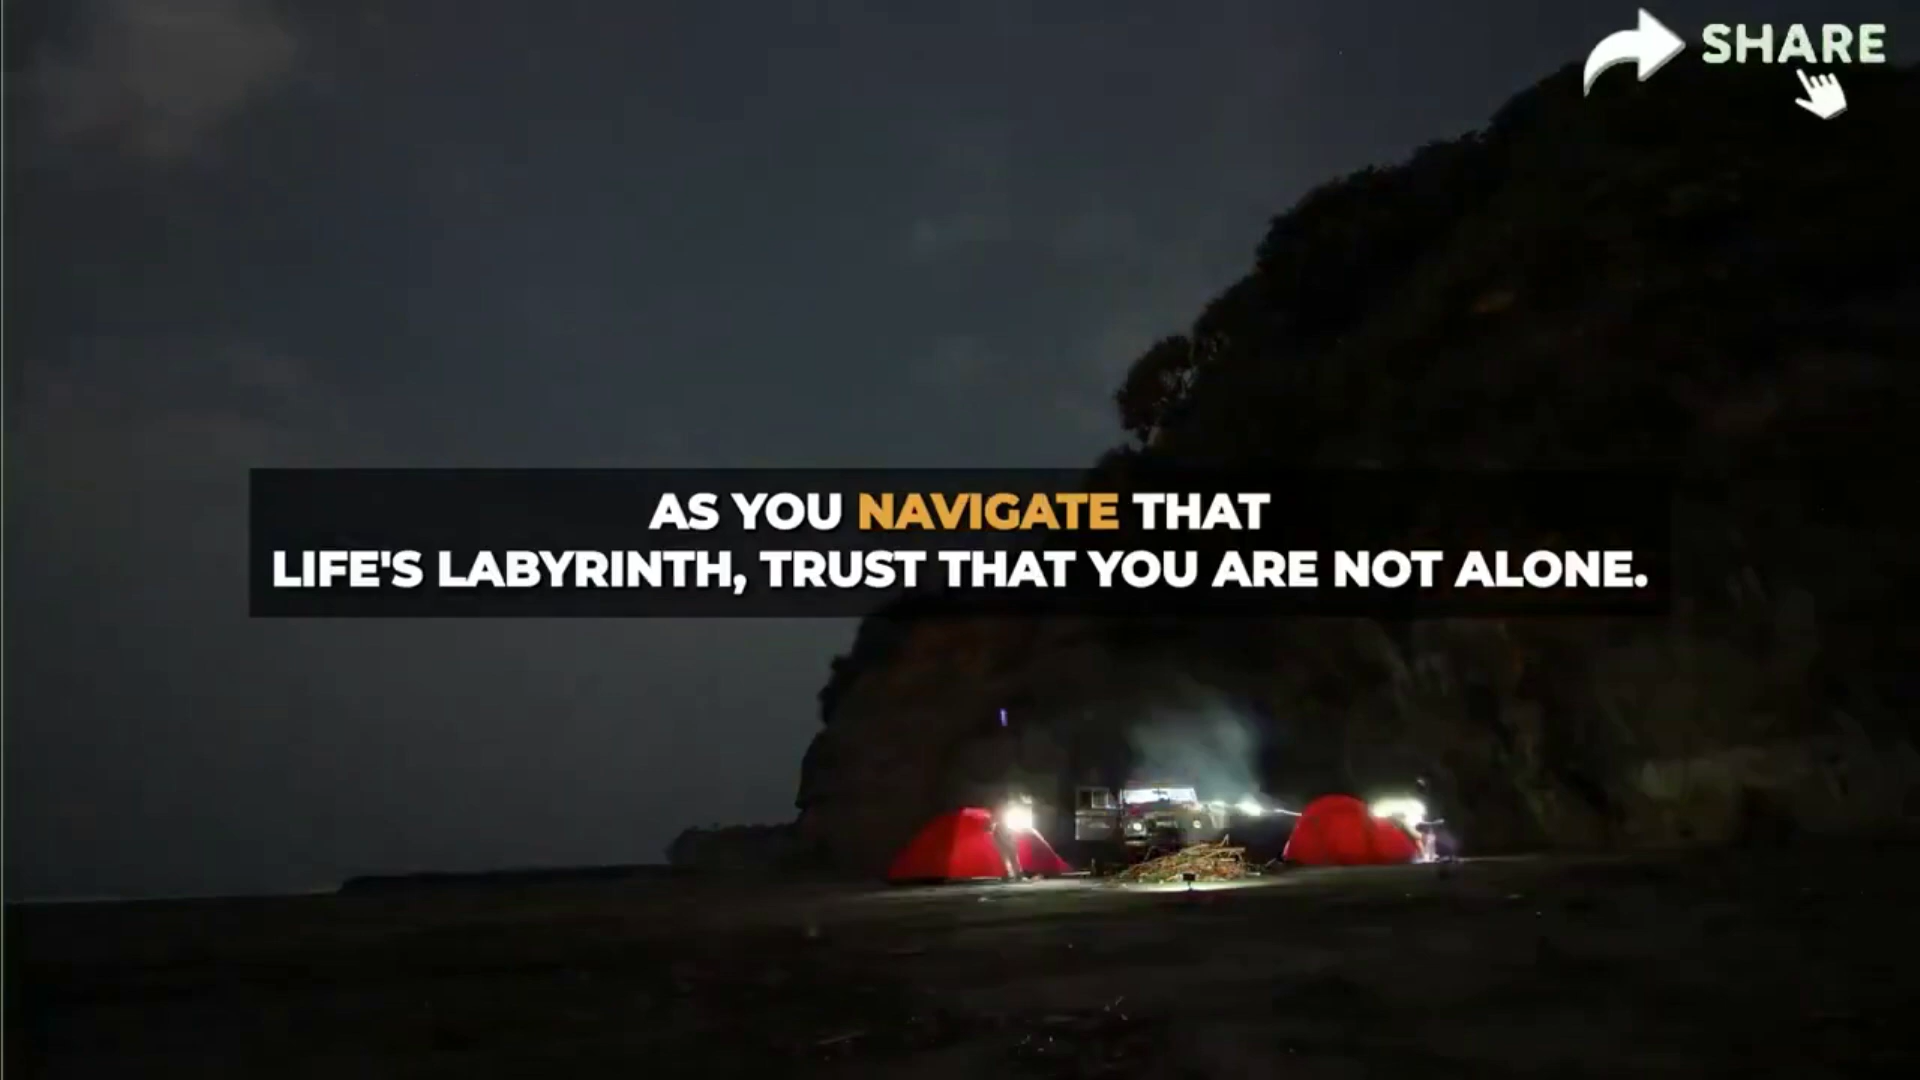 SHARE
AS YOU NAVIGATE THAT
LIFE'S LABYRINTH, TRUST THAT YOU ARE NOT ALONE.